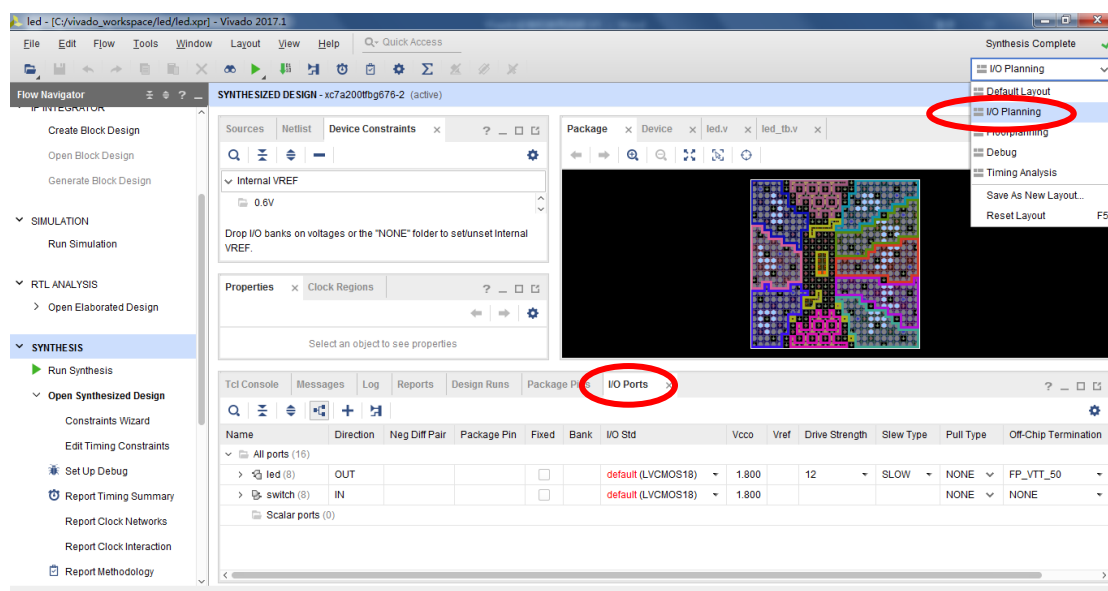 led - [C:/vivado_workspace/led/led.xpr] - Vivado 2017.1
File Edit Flow Tools Window Layout View Help Quick Access
Synthesis Complete
I/O Planning
Default Layout
I/O Planning
Floorplanning
Debug
Timing Analysis
Save As New Layout...
Reset Layout F5
Flow Navigator
IP INTEGRATOR
Create Block Design
Open Block Design
Generate Block Design
SIMULATION
Run Simulation
RTL ANALYSIS
Open Elaborated Design
SYNTHESIS
Run Synthesis
Open Synthesized Design
Constraints Wizard
Edit Timing Constraints
Set Up Debug
Report Timing Summary
Report Clock Networks
Report Clock Interaction
Report Methodology
SYNTHESIZED DESIGN - xc7a200tfbg676-2 (active)
Sources Netlist Device Constraints
Internal VREF
0.6V
Drop I/O banks on voltages or the "NONE" folder to set/unset Internal
VREF.
Properties Clock Regions
Select an object to see properties
Package Device led.v led_tb.v
Tcl Console Messages Log Reports Design Runs Package Pins I/O Ports
Name Direction Neg Diff Pair Package Pin Fixed Bank I/O Std Vcco Vref Drive Strength Slew Type Pull Type Off-Chip Termination
All ports (16)
led (8) OUT default (LVCMOS18) 1.800 12 SLOW NONE FP_VTT_50
switch (8) IN default (LVCMOS18) 1.800 NONE NONE
Scalar ports (0)